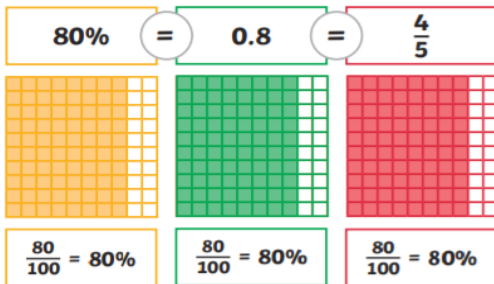 80% = 0.8 = 4/5
80/100 = 80% 80/100 = 80% 80/100 = 80%